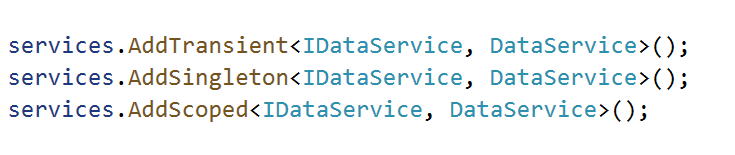 services.AddTransient<IDataService, DataService>();
services.AddSingleton<IDataService, DataService>();
services.AddScoped<IDataService, DataService>();